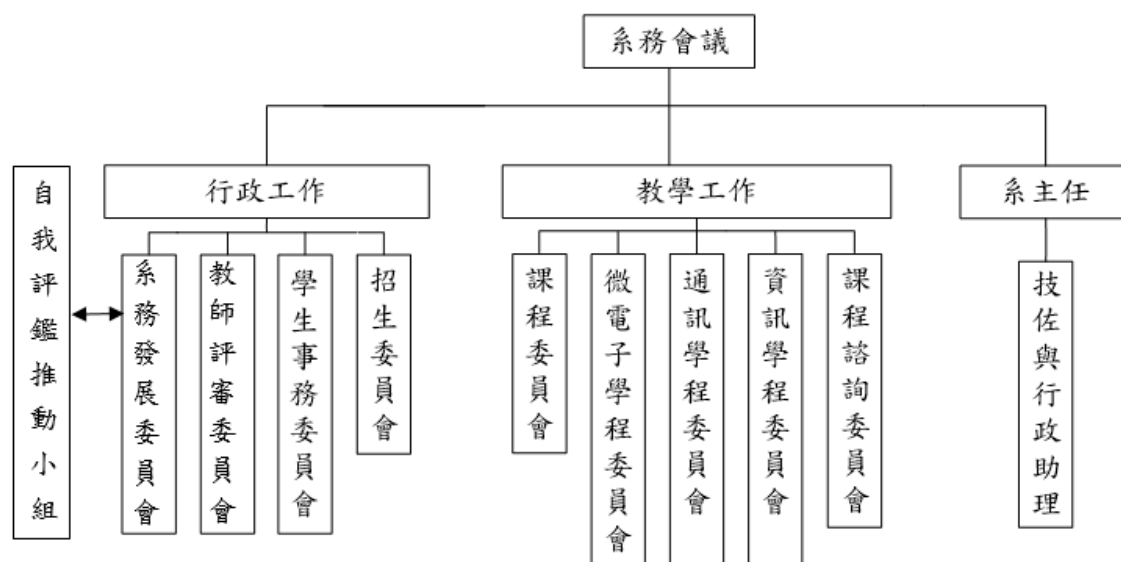 系務會議
行政工作
教學工作
系主任
自我評鑑推動小組
系務發展委員會
教師評審委員會
學生事務委員會
招生委員會
課程委員會
微電子學程委員會
通訊學程委員會
資訊學程委員會
課程諮詢委員會
技佐與行政助理